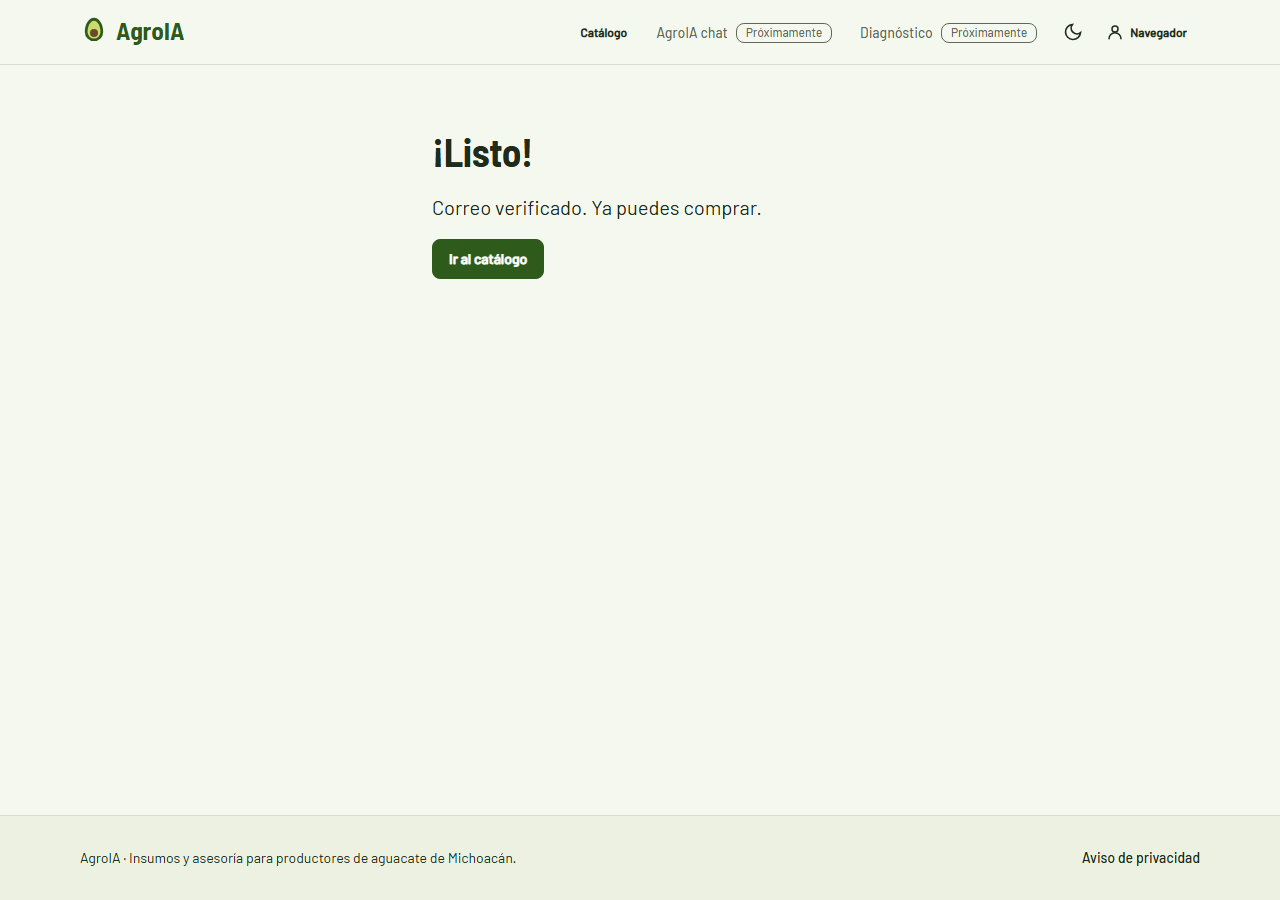 AgroIA
Catálogo
AgroIA chat
Próximamente
Diagnóstico
Próximamente
Navegador
¡Listo!
Correo verificado. Ya puedes comprar.
Ir al catálogo
AgroIA · Insumos y asesoría para productores de aguacate de Michoacán.
Aviso de privacidad